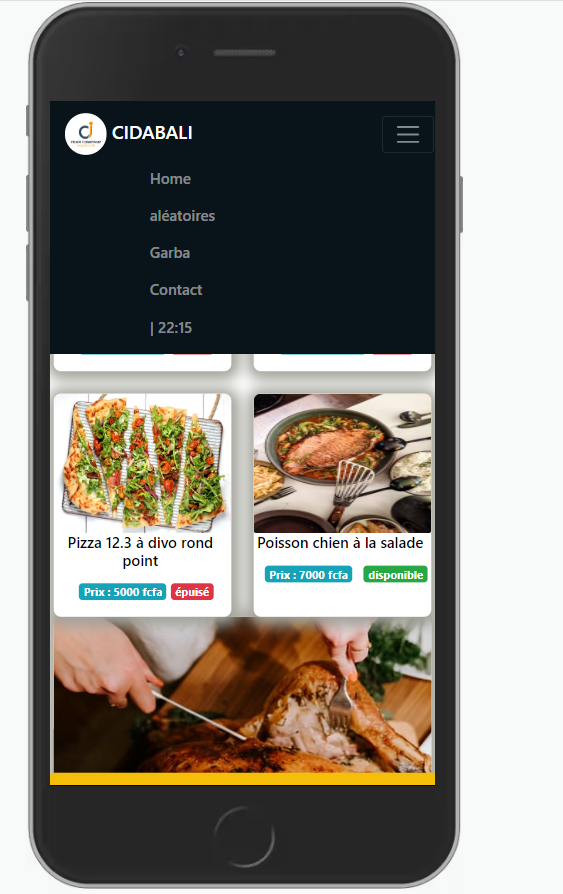 CIDABALI
Home
aléatoires
Garba
Contact
| 22:15
Pizza 12.3 à divo rond
point
Prix : 5000 fcfa épuisé
Poisson chien à la salade
Prix : 7000 fcfa disponible